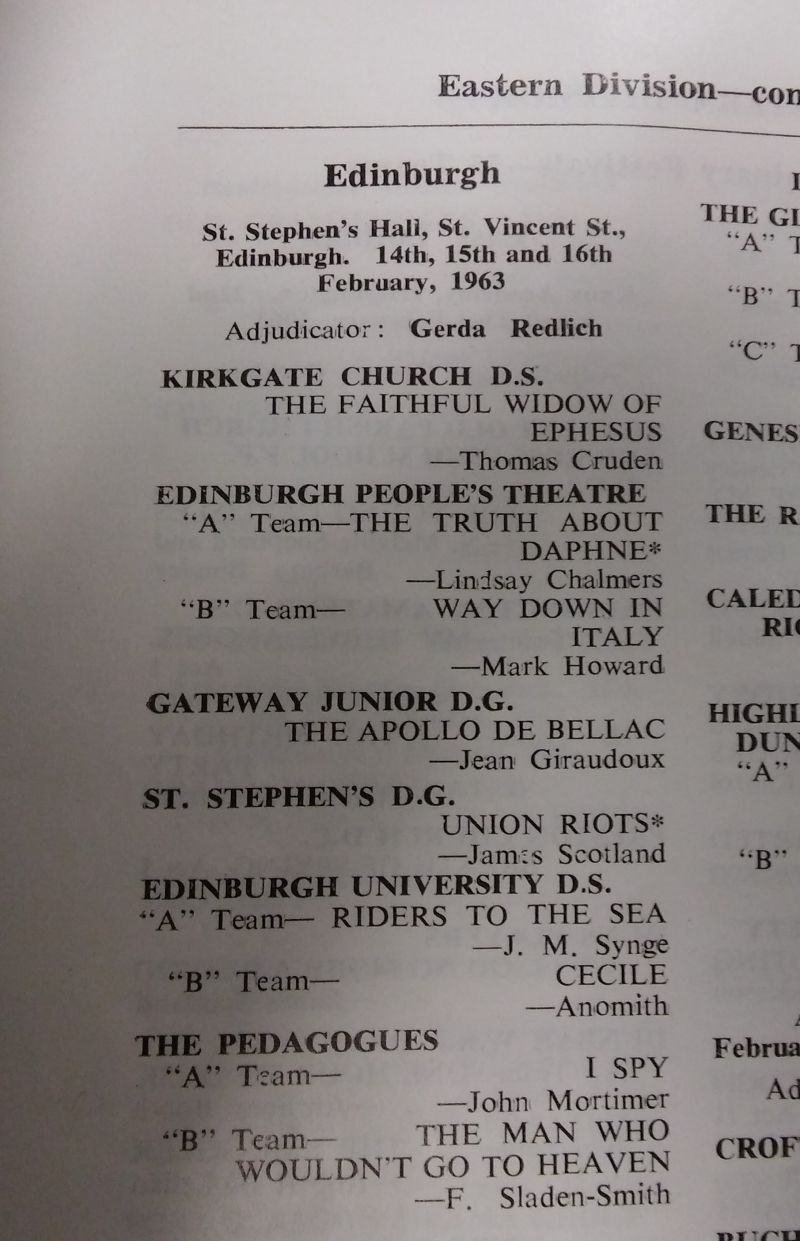 Eastern Division—con
Edinburgh
St. Stephen's Hall, St. Vincent St.,
Edinburgh. 14th, 15th and 16th
February, 1963
Adjudicator: Gerda Redlich
KIRKGATE CHURCH D.S.
THE FAITHFUL WIDOW OF
EPHESUS
—Thomas Cruden
EDINBURGH PEOPLE'S THEATRE
"A" Team—THE TRUTH ABOUT
DAPHNE*
—Lindsay Chalmers
"B" Team— WAY DOWN IN
ITALY
—Mark Howard
GATEWAY JUNIOR D.G.
THE APOLLO DE BELLAC
—Jean Giraudoux
ST. STEPHEN'S D.G.
UNION RIOTS*
—James Scotland
EDINBURGH UNIVERSITY D.S.
"A" Team— RIDERS TO THE SEA
—J. M. Synge
"B" Team— CECILE
—Anomith
THE PEDAGOGUES
"A" Team— I SPY
—John Mortimer
"B" Team— THE MAN WHO
WOULDN'T GO TO HEAVEN
—F. Sladen-Smith
THE GI
"A" T
"B" T
"C" T
GENES
THE R
CALED
RI
HIGHL
DUN
"A"
"B"
Februa
Ad
CROF